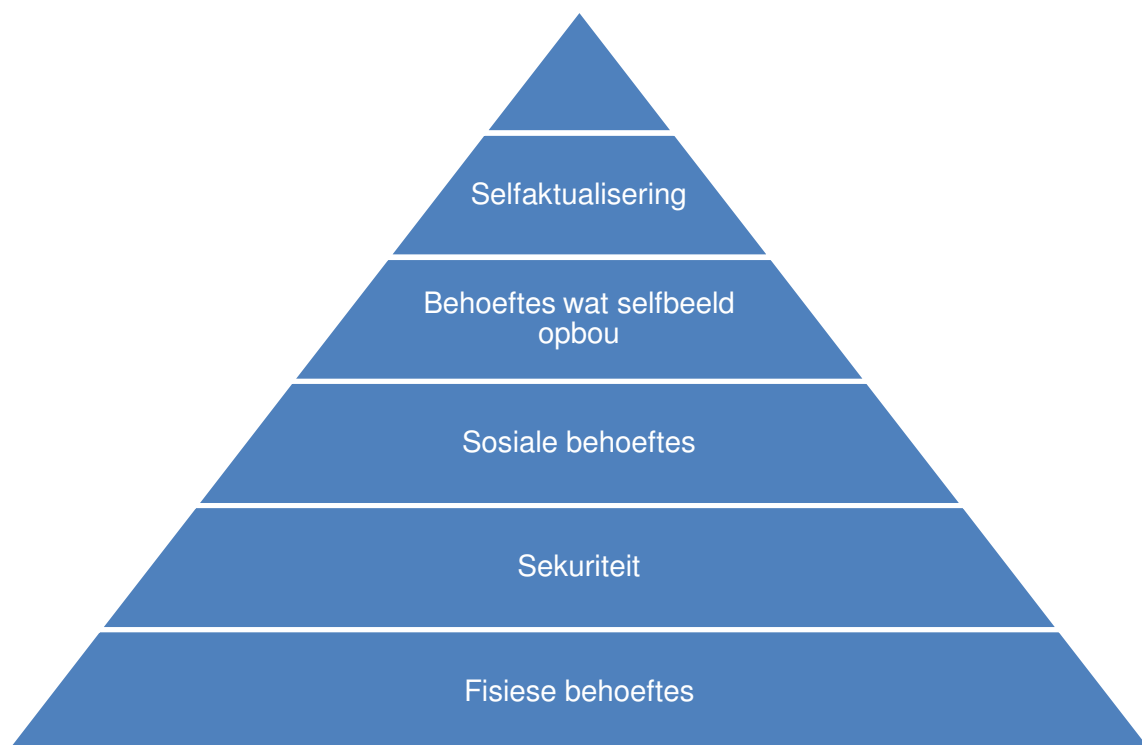 Selfaktualisering
Behoeftes wat selfbeeld
opbou
Sosiale behoeftes
Sekuriteit
Fisiese behoeftes